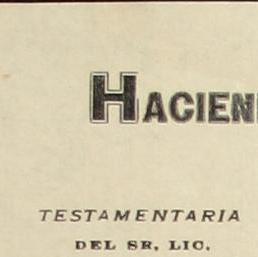 HACIEN
TESTAMENTARIA
DEL SR. LIC.